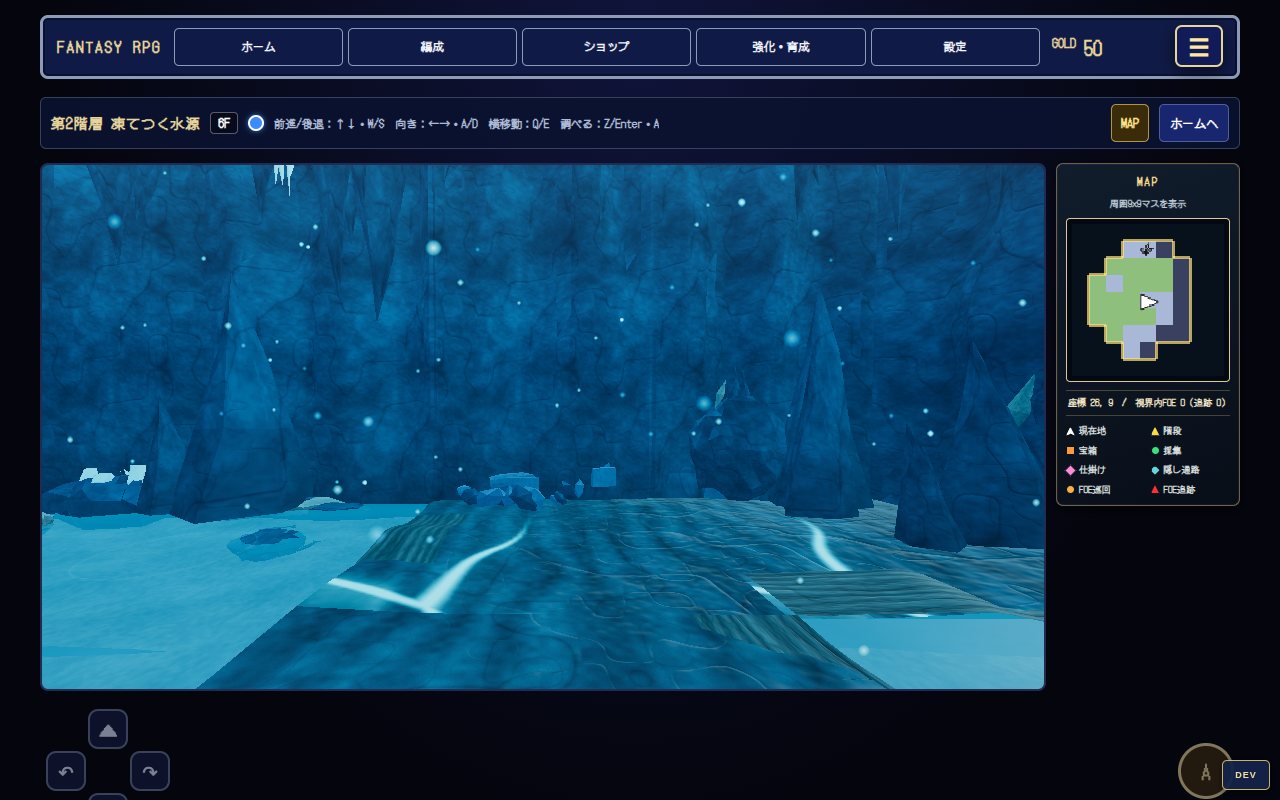 FANTASY RPG
ホーム
編成
ショップ
強化・育成
設定
GOLD 50
第2階層 凍てつく水源
6F
前進/後退：↑↓・W/S 向き：←→・A/D 横移動：Q/E 調べる：Z/Enter・A
MAP
ホームへ
MAP
周囲9x9マスを表示
座標 26, 9 / 視界内FOE 0 (追跡 0)
現在地
階段
宝箱
採集
仕掛け
隠し通路
FOE巡回
FOE追跡
A
DEV